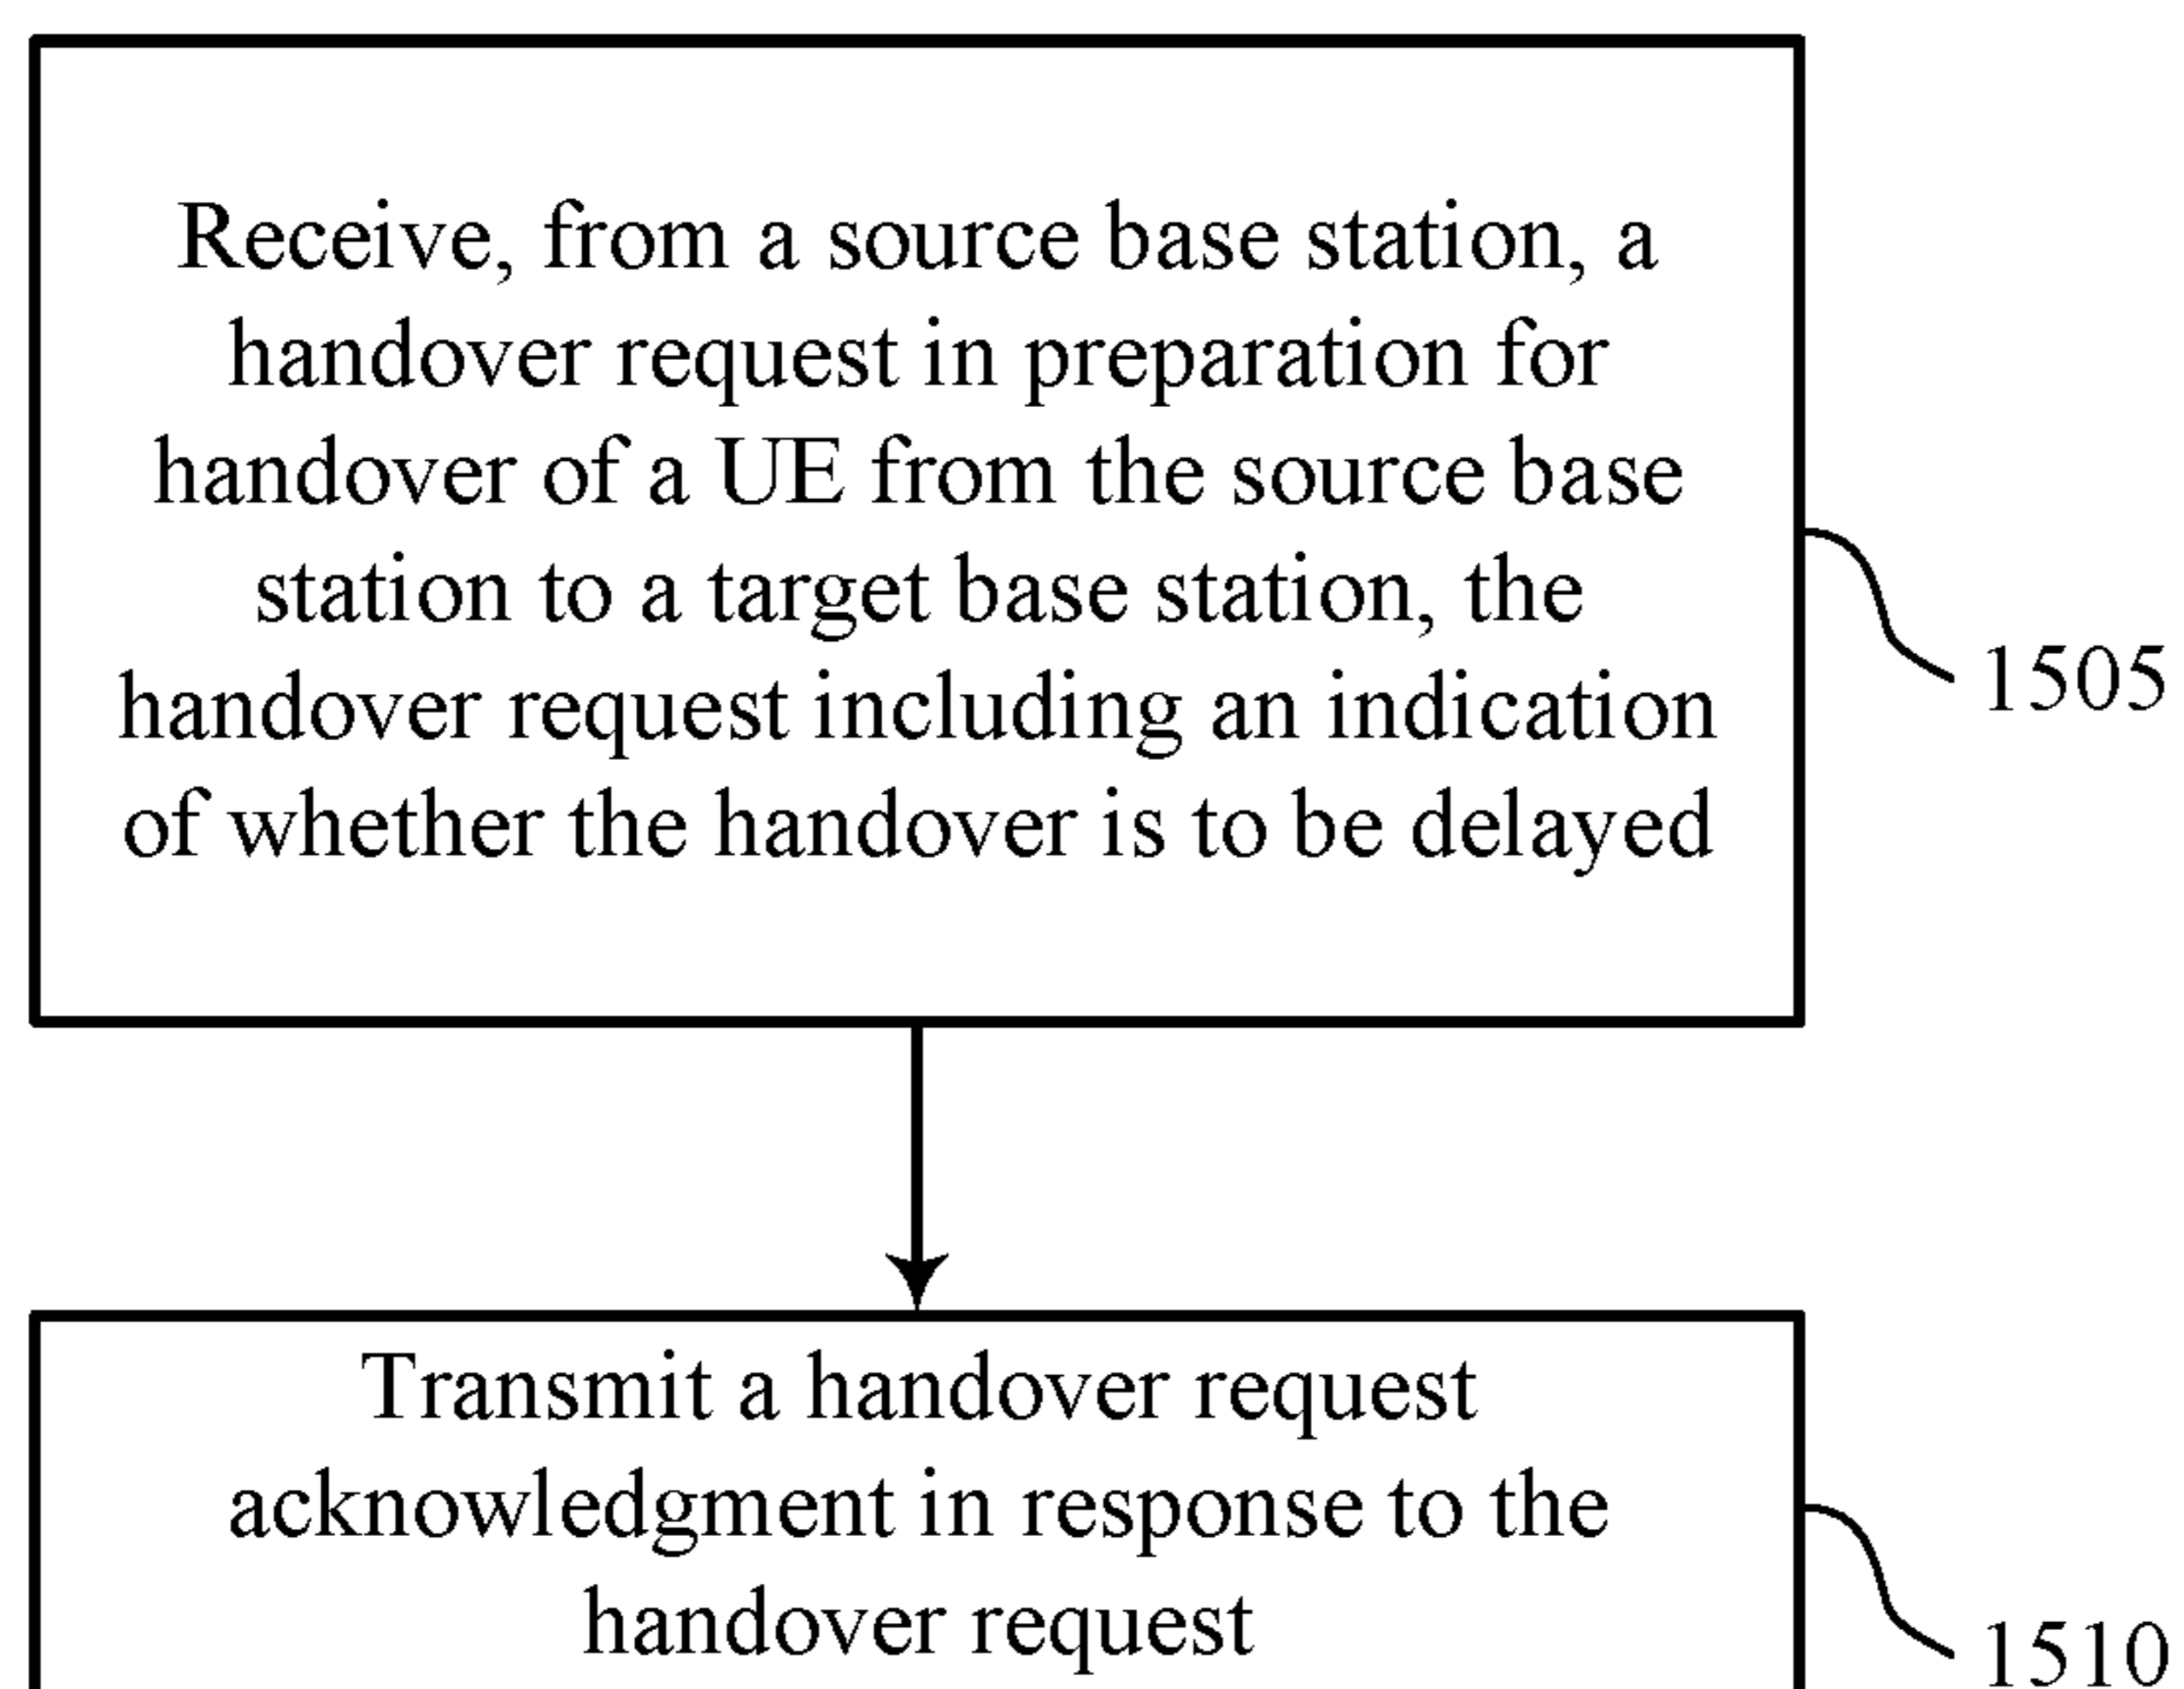 Receive, from a source base station, a
handover request in preparation for
handover of a UE from the source base
station to a target base station, the
handover request including an indication
of whether the handover is to be delayed
1505
Transmit a handover request
acknowledgment in response to the
handover request
1510